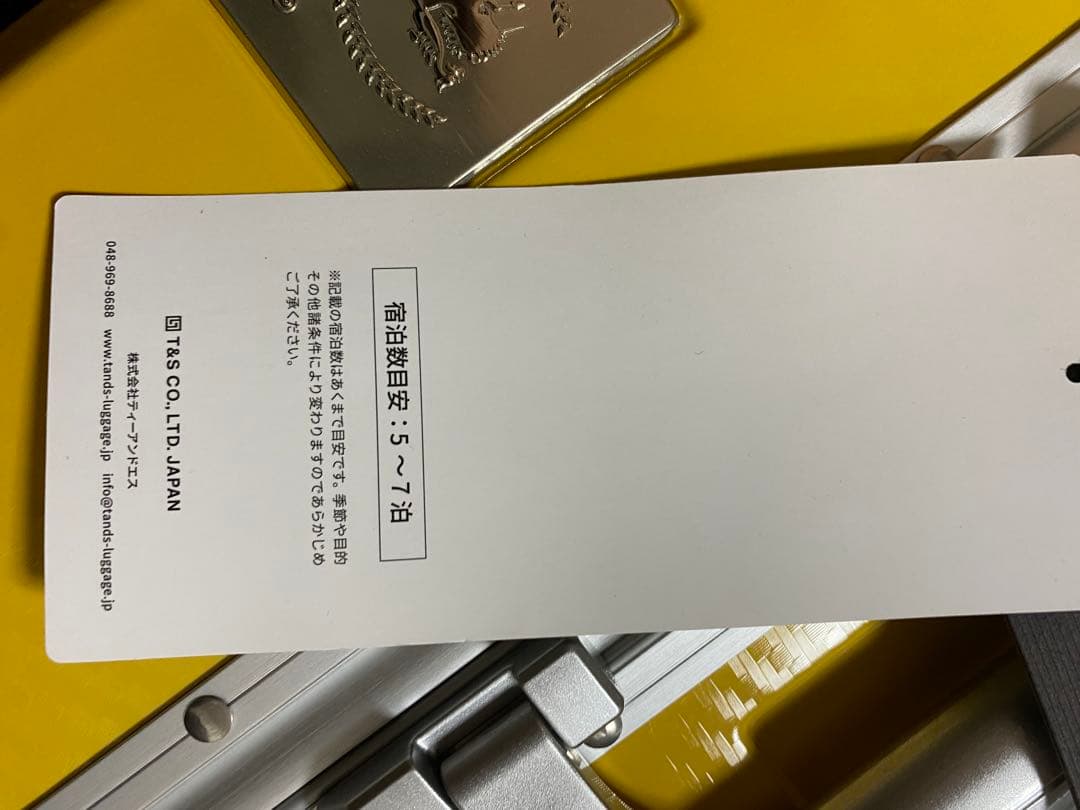 宿泊数目安：5 ～ 7 泊
※記載の宿泊数はあくまで目安です。季節や目的
その他諸条件により変わりますのであらかじめ
ご了承ください。
T&S CO., LTD. JAPAN
株式会社ティーアンドエス
048-969-8688 www.tands-luggage.jp info@tands-luggage.jp